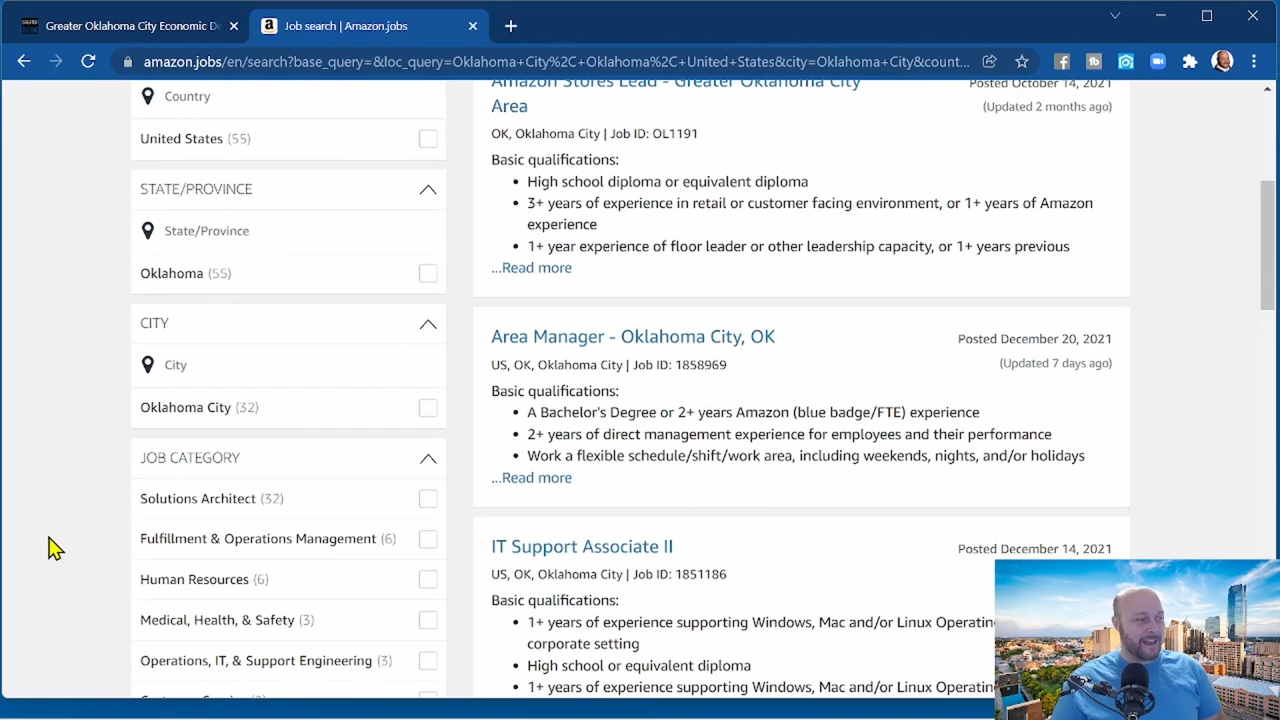 Greater Oklahoma City Economic De
Job search | Amazon.jobs
amazon.jobs/en/search?base_query=&loc_query=Oklahoma+City%2C+Oklahoma%2C+United+States&city=Oklahoma+City&count...
Country
United States (55)
STATE/PROVINCE
State/Province
Oklahoma (55)
CITY
City
Oklahoma City (32)
JOB CATEGORY
Solutions Architect (32)
Fulfillment & Operations Management (6)
Human Resources (6)
Medical, Health, & Safety (3)
Operations, IT, & Support Engineering (3)
Amazon Stores Lead - Greater Oklahoma City
Area
Posted October 14, 2021
(Updated 2 months ago)
OK, Oklahoma City | Job ID: OL1191
Basic qualifications:
• High school diploma or equivalent diploma
• 3+ years of experience in retail or customer facing environment, or 1+ years of Amazon
experience
• 1+ year experience of floor leader or other leadership capacity, or 1+ years previous
...Read more
Area Manager - Oklahoma City, OK
Posted December 20, 2021
(Updated 7 days ago)
US, OK, Oklahoma City | Job ID: 1858969
Basic qualifications:
• A Bachelor's Degree or 2+ years Amazon (blue badge/FTE) experience
• 2+ years of direct management experience for employees and their performance
• Work a flexible schedule/shift/work area, including weekends, nights, and/or holidays
...Read more
IT Support Associate II
Posted December 14, 2021
US, OK, Oklahoma City | Job ID: 1851186
Basic qualifications:
• 1+ years of experience supporting Windows, Mac and/or Linux Operatin
corporate setting
• High school or equivalent diploma
• 1+ years of experience supporting Windows, Mac and/or Linux Operatin